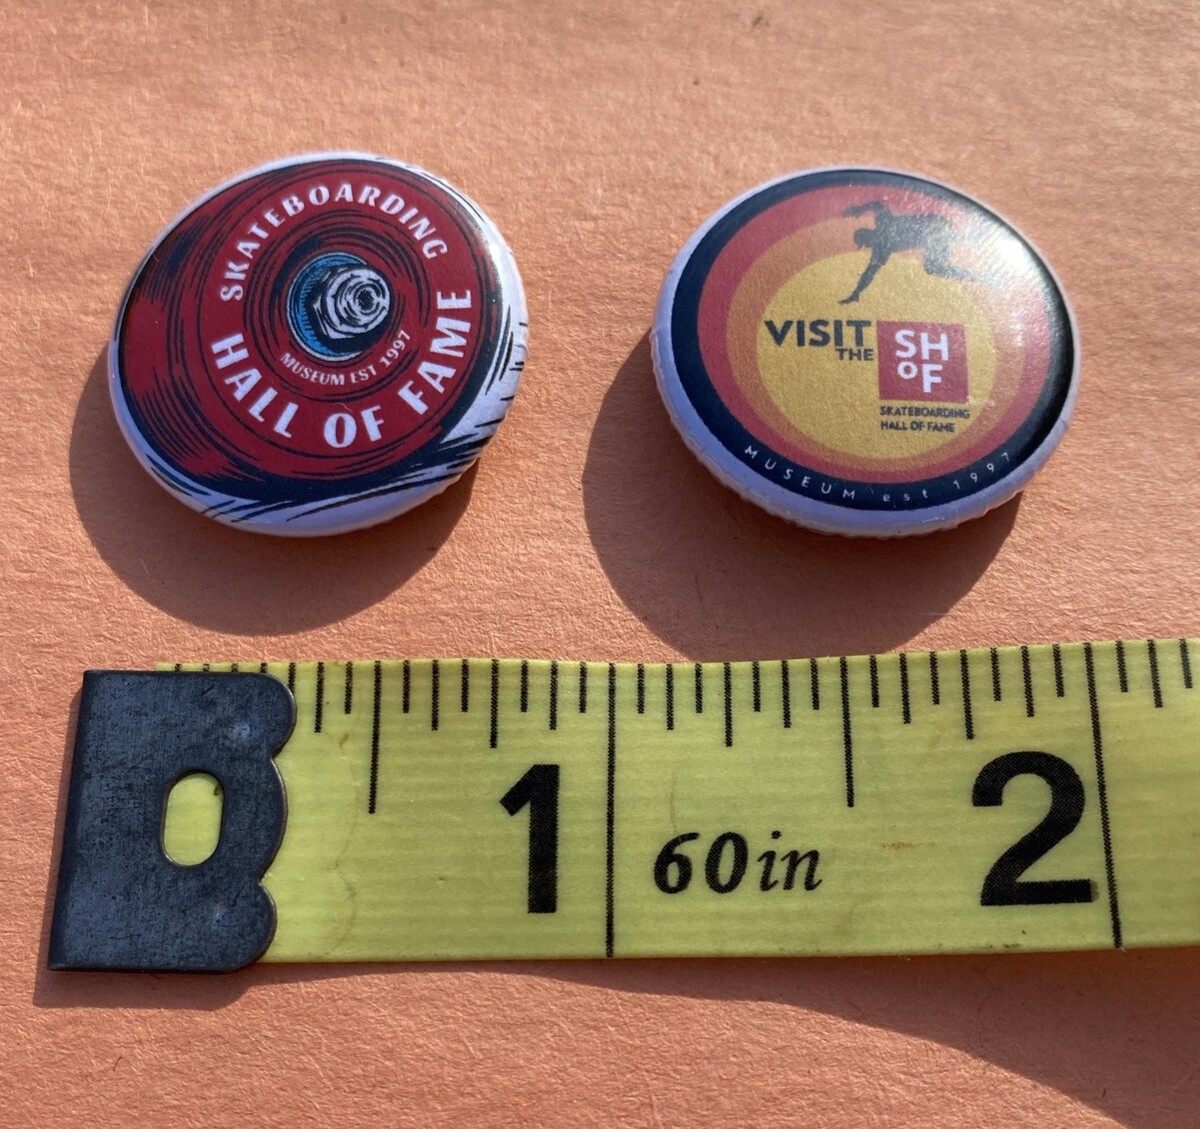 SKATEBOARDING
HALL OF FAME
MUSEUM EST 1997
VISIT
THE
SH
oF
SKATEBOARDING
HALL OF FAME
MUSEUM est 1997
1
60in
2